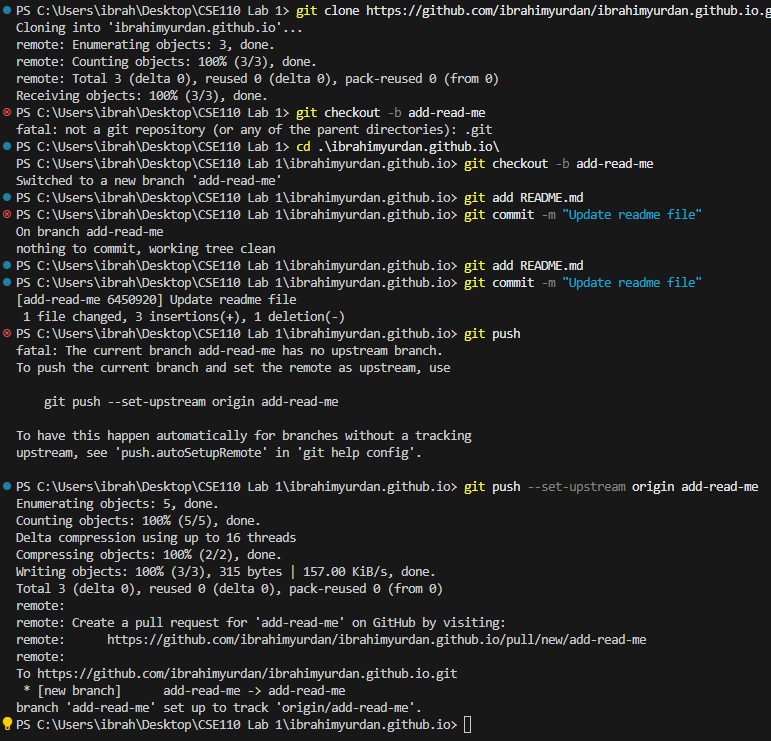 PS C:\Users\ibrah\Desktop\CSE110 Lab 1> git clone https://github.com/ibrahimyurdan/ibrahimyurdan.github.io.g
Cloning into 'ibrahimyurdan.github.io'...
remote: Enumerating objects: 3, done.
remote: Counting objects: 100% (3/3), done.
remote: Total 3 (delta 0), reused 0 (delta 0), pack-reused 0 (from 0)
Receiving objects: 100% (3/3), done.
PS C:\Users\ibrah\Desktop\CSE110 Lab 1> git checkout -b add-read-me
fatal: not a git repository (or any of the parent directories): .git
PS C:\Users\ibrah\Desktop\CSE110 Lab 1> cd .\ibrahimyurdan.github.io\
PS C:\Users\ibrah\Desktop\CSE110 Lab 1\ibrahimyurdan.github.io> git checkout -b add-read-me
Switched to a new branch 'add-read-me'
PS C:\Users\ibrah\Desktop\CSE110 Lab 1\ibrahimyurdan.github.io> git add README.md
PS C:\Users\ibrah\Desktop\CSE110 Lab 1\ibrahimyurdan.github.io> git commit -m "Update readme file"
On branch add-read-me
nothing to commit, working tree clean
PS C:\Users\ibrah\Desktop\CSE110 Lab 1\ibrahimyurdan.github.io> git add README.md
PS C:\Users\ibrah\Desktop\CSE110 Lab 1\ibrahimyurdan.github.io> git commit -m "Update readme file"
[add-read-me 6450920] Update readme file
1 file changed, 3 insertions(+), 1 deletion(-)
PS C:\Users\ibrah\Desktop\CSE110 Lab 1\ibrahimyurdan.github.io> git push
fatal: The current branch add-read-me has no upstream branch.
To push the current branch and set the remote as upstream, use
git push --set-upstream origin add-read-me
To have this happen automatically for branches without a tracking
upstream, see 'push.autoSetupRemote' in 'git help config'.
PS C:\Users\ibrah\Desktop\CSE110 Lab 1\ibrahimyurdan.github.io> git push --set-upstream origin add-read-me
Enumerating objects: 5, done.
Counting objects: 100% (5/5), done.
Delta compression using up to 16 threads
Compressing objects: 100% (2/2), done.
Writing objects: 100% (3/3), 315 bytes | 157.00 KiB/s, done.
Total 3 (delta 0), reused 0 (delta 0), pack-reused 0 (from 0)
remote:
remote: Create a pull request for 'add-read-me' on GitHub by visiting:
remote: https://github.com/ibrahimyurdan/ibrahimyurdan.github.io/pull/new/add-read-me
remote:
To https://github.com/ibrahimyurdan/ibrahimyurdan.github.io.git
* [new branch] add-read-me -> add-read-me
branch 'add-read-me' set up to track 'origin/add-read-me'.
PS C:\Users\ibrah\Desktop\CSE110 Lab 1\ibrahimyurdan.github.io>